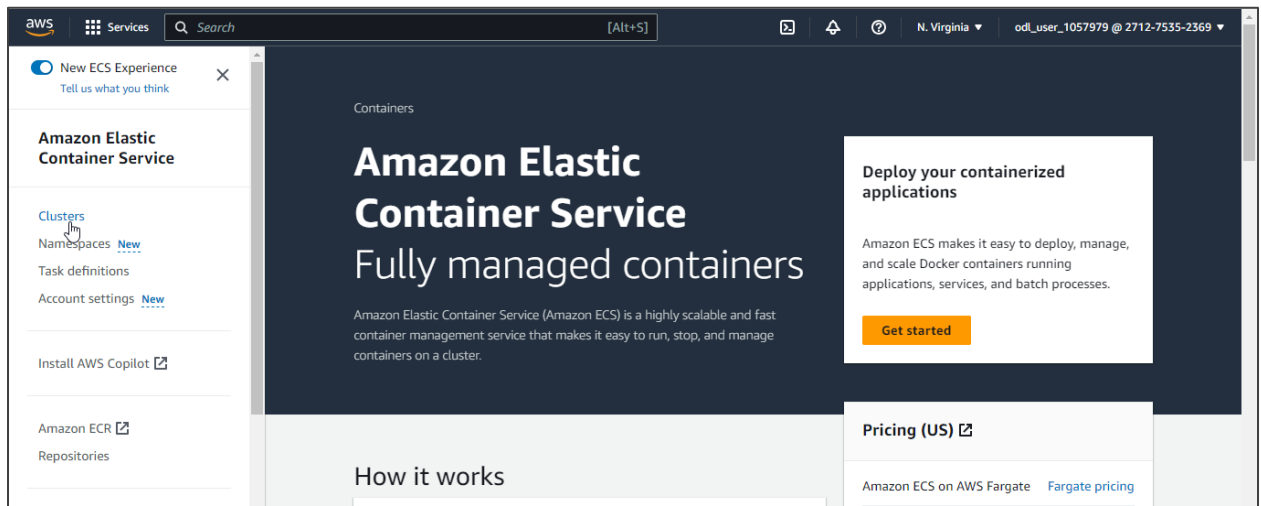 aws
Services
Search
[Alt+S]
N. Virginia
odl_user_1057979 @ 2712-7535-2369
New ECS Experience
Tell us what you think
Amazon Elastic
Container Service
Clusters
Namespaces New
Task definitions
Account settings New
Install AWS Copilot
Amazon ECR
Repositories
Containers
Amazon Elastic
Container Service
Fully managed containers
Amazon Elastic Container Service (Amazon ECS) is a highly scalable and fast
container management service that makes it easy to run, stop, and manage
containers on a cluster.
How it works
Deploy your containerized
applications
Amazon ECS makes it easy to deploy, manage,
and scale Docker containers running
applications, services, and batch processes.
Get started
Pricing (US)
Amazon ECS on AWS Fargate Fargate pricing